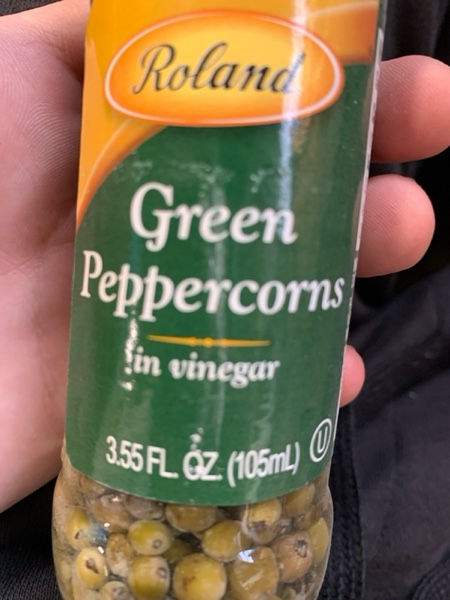 Roland
Green
Peppercorns
in vinegar
3.55 FL. OZ. (105mL) U